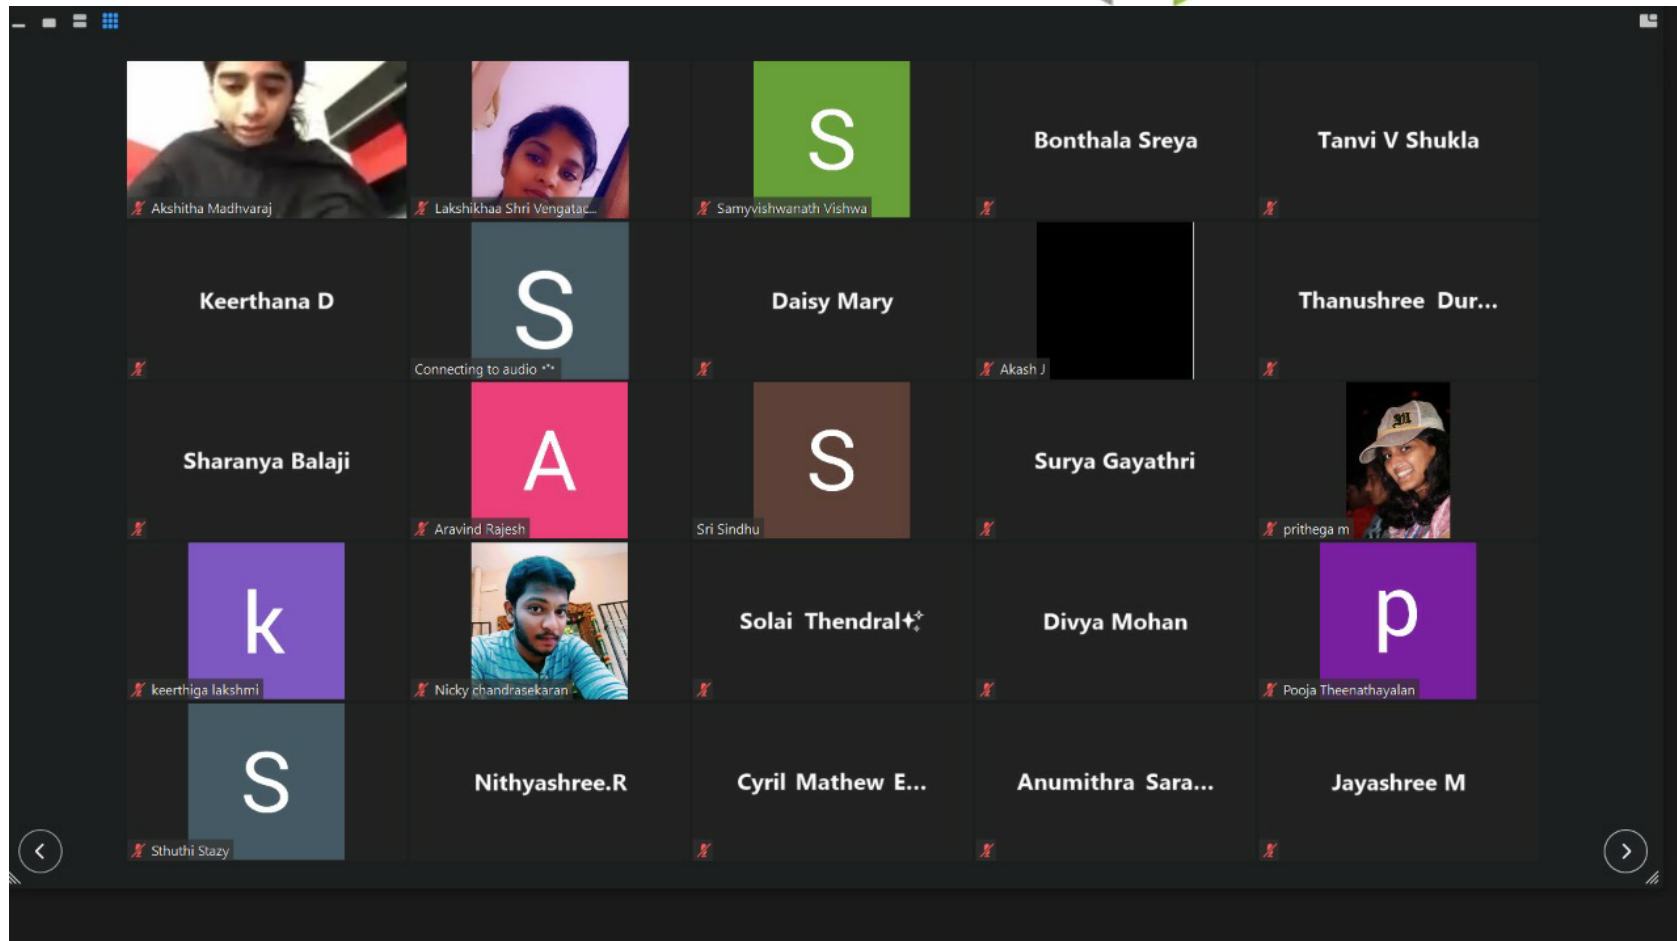 Akshitha Madhvaraj
Lakshikhaa Shri Vengatac...
S
Samyvishwanath Vishwa
Bonthala Sreya
Tanvi V Shukla
Keerthana D
S
Connecting to audio
Daisy Mary
Akash J
Thanushree Dur...
Sharanya Balaji
A
Aravind Rajesh
S
Sri Sindhu
Surya Gayathri
M
prithega m
k
keerthiga lakshmi
Nicky chandrasekaran
Solai Thendral✨
Divya Mohan
p
Pooja Theenathayalan
S
Sthuthi Stazy
Nithyashree.R
Cyril Mathew E...
Anumithra Sara...
Jayashree M